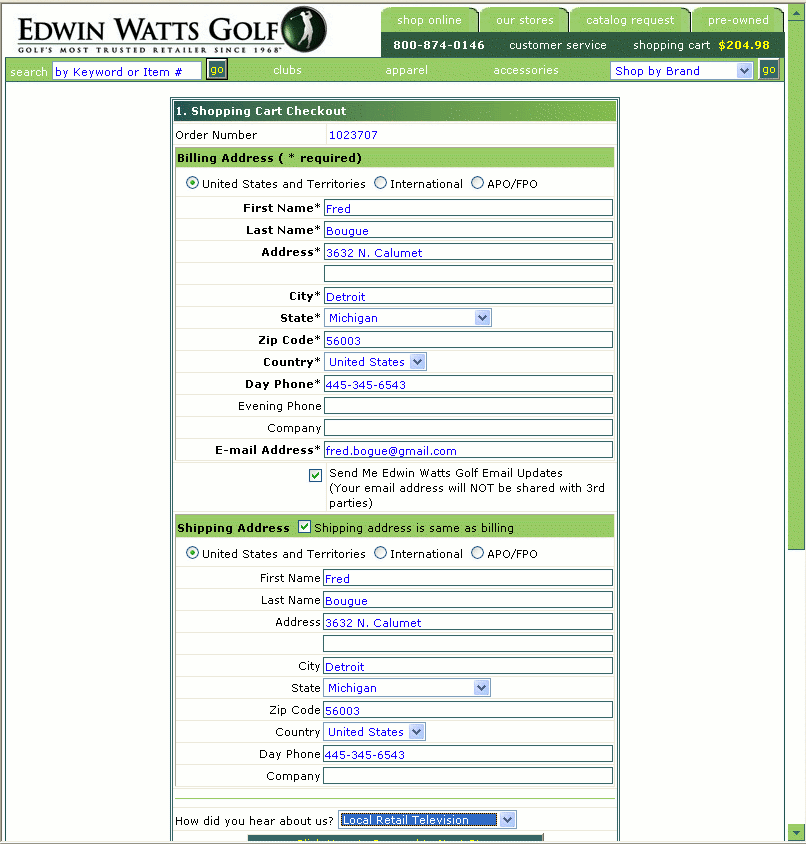 EDWIN WATTS GOLF
GOLF'S MOST TRUSTED RETAILER SINCE 1968
shop online our stores catalog request pre-owned
800-874-0146 customer service shopping cart $204.98
search by Keyword or Item # go clubs apparel accessories Shop by Brand go
1. Shopping Cart Checkout
Order Number 1023707
Billing Address ( * required)
United States and Territories International APO/FPO
First Name* Fred
Last Name* Bougue
Address* 3632 N. Calumet
City* Detroit
State* Michigan
Zip Code* 56003
Country* United States
Day Phone* 445-345-6543
Evening Phone
Company
E-mail Address* fred.bogue@gmail.com
Send Me Edwin Watts Golf Email Updates
(Your email address will NOT be shared with 3rd
parties)
Shipping Address Shipping address is same as billing
United States and Territories International APO/FPO
First Name Fred
Last Name Bougue
Address 3632 N. Calumet
City Detroit
State Michigan
Zip Code 56003
Country United States
Day Phone 445-345-6543
Company
How did you hear about us? Local Retail Television